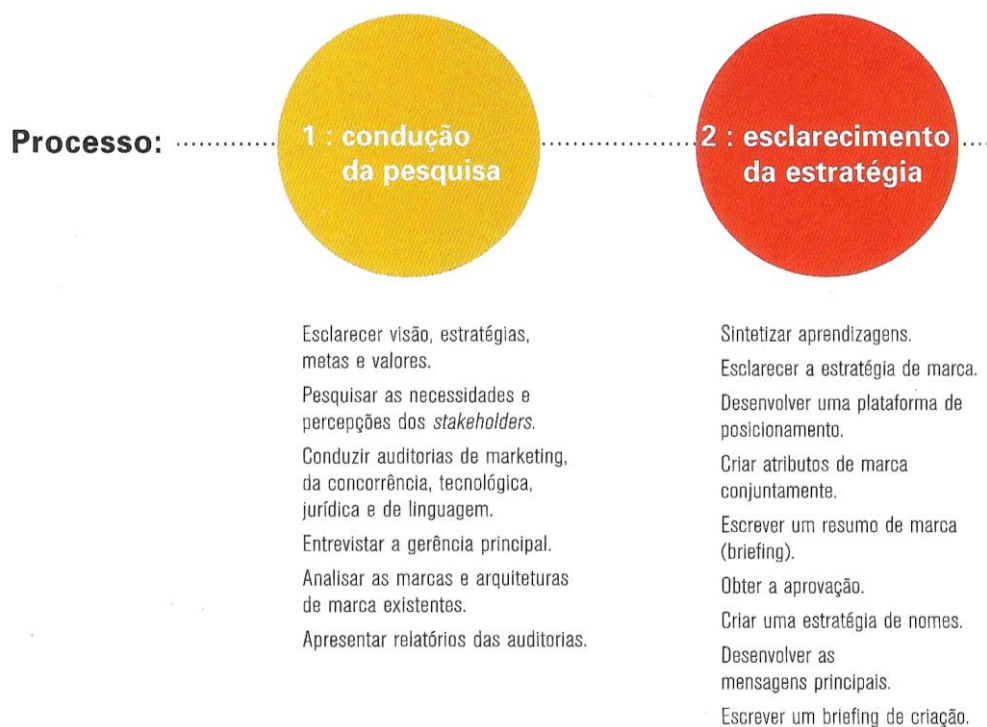 Processo:
1 : condução
da pesquisa
2 : esclarecimento
da estratégia
Esclarecer visão, estratégias,
metas e valores.
Pesquisar as necessidades e
percepções dos stakeholders.
Conduzir auditorias de marketing,
da concorrência, tecnológica,
jurídica e de linguagem.
Entrevistar a gerência principal.
Analisar as marcas e arquiteturas
de marca existentes.
Apresentar relatórios das auditorias.
Sintetizar aprendizagens.
Esclarecer a estratégia de marca.
Desenvolver uma plataforma de
posicionamento.
Criar atributos de marca
conjuntamente.
Escrever um resumo de marca
(briefing).
Obter a aprovação.
Criar uma estratégia de nomes.
Desenvolver as
mensagens principais.
Escrever um briefing de criação.